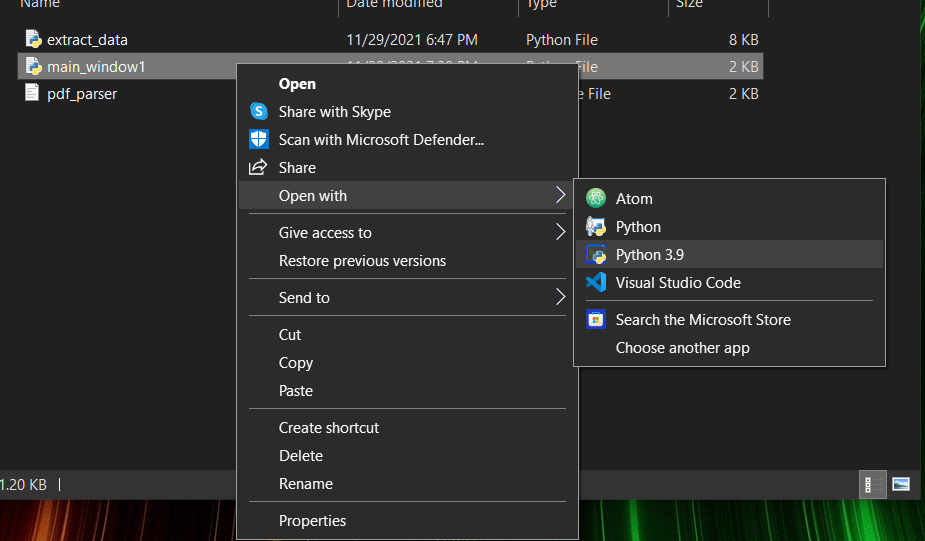 Name Date modified Type Size
extract_data 11/29/2021 6:47 PM Python File 8 KB
main_window1 File 2 KB
pdf_parser File 2 KB
Open
Share with Skype
Scan with Microsoft Defender...
Share
Open with
Give access to
Restore previous versions
Send to
Cut
Copy
Paste
Create shortcut
Delete
Rename
Properties
Atom
Python
Python 3.9
Visual Studio Code
Search the Microsoft Store
Choose another app
1.20 KB